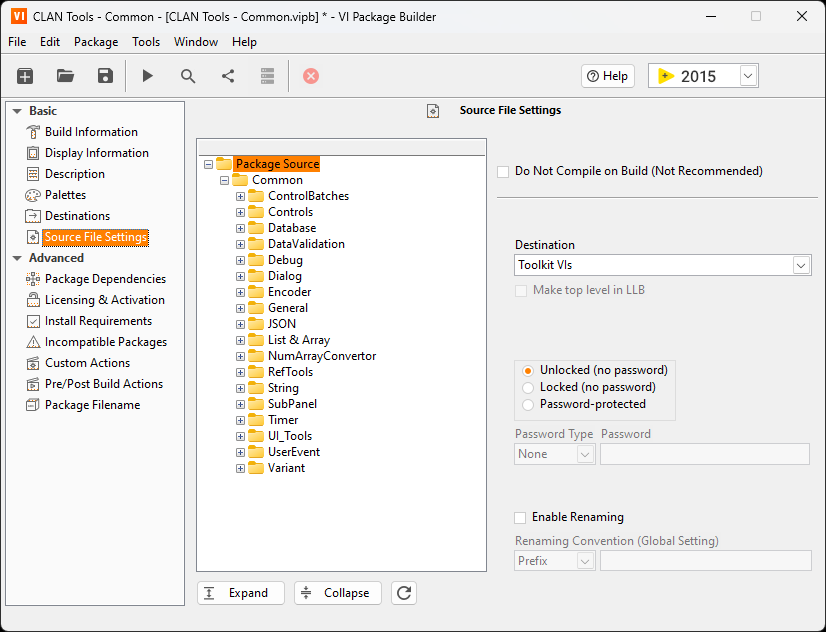 VI CLAN Tools - Common - [CLAN Tools - Common.vipb] * - VI Package Builder
File Edit Package Tools Window Help
Help 2015
Basic
Build Information
Display Information
Description
Palettes
Destinations
Source File Settings
Advanced
Package Dependencies
Licensing & Activation
Install Requirements
Incompatible Packages
Custom Actions
Pre/Post Build Actions
Package Filename
Source File Settings
Package Source
Common
ControlBatches
Controls
Database
DataValidation
Debug
Dialog
Encoder
General
JSON
List & Array
NumArrayConvertor
RefTools
String
SubPanel
Timer
UI_Tools
UserEvent
Variant
Expand Collapse
Do Not Compile on Build (Not Recommended)
Destination
Toolkit VIs
Make top level in LLB
Unlocked (no password)
Locked (no password)
Password-protected
Password Type Password
None
Enable Renaming
Renaming Convention (Global Setting)
Prefix